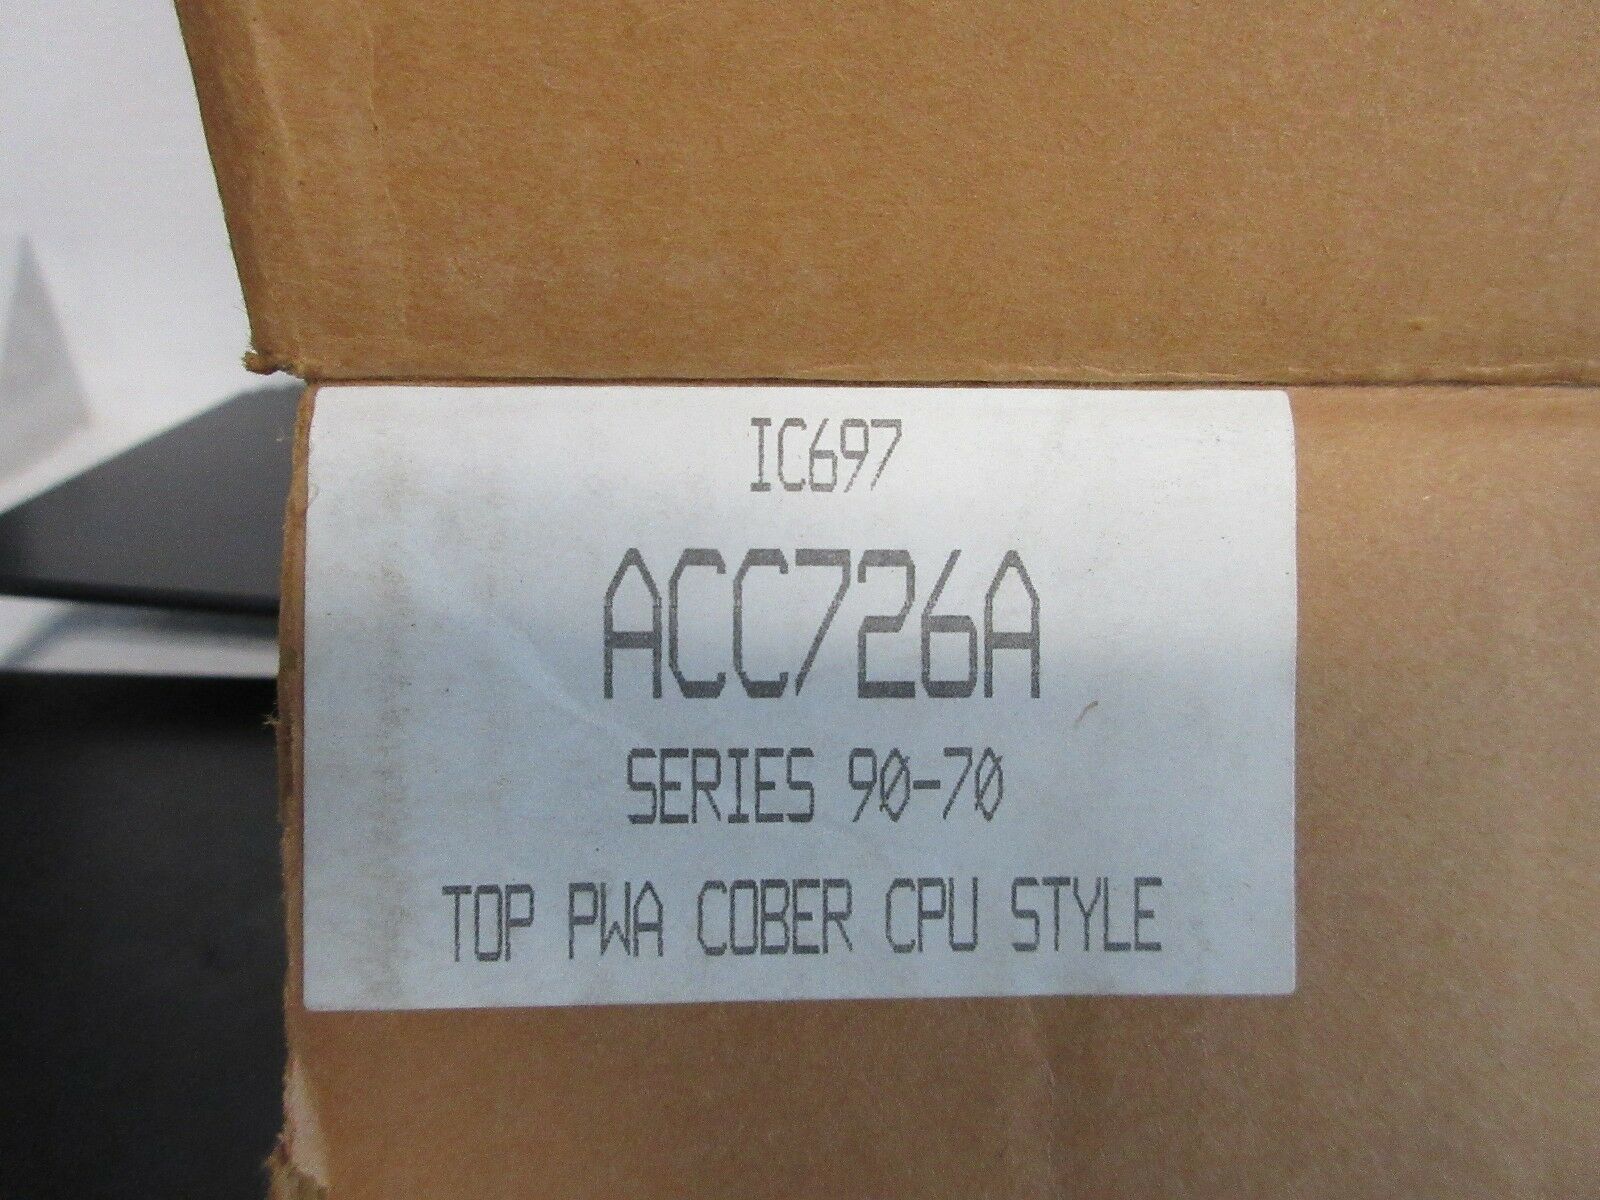 IC697
ACC726A
SERIES 90-70
TOP PWA COBER CPU STYLE